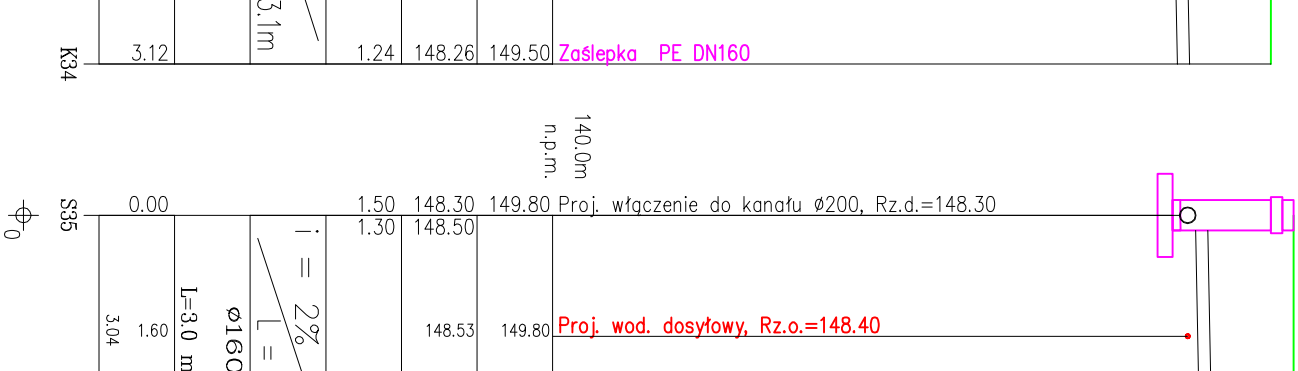 3.1m
K34
3.12
1.24
148.26
149.50
Zaślepka PE DN160
140.0m
n.p.m.
0
S35
0.00
1.50
148.30
149.80
Proj. włączenie do kanału ø200, Rz.d.=148.30
1.30
148.50
i = 2%
L =
ø160
L=3.0 m
3.04
1.60
148.53
149.80
Proj. wod. dosyłowy, Rz.o.=148.40